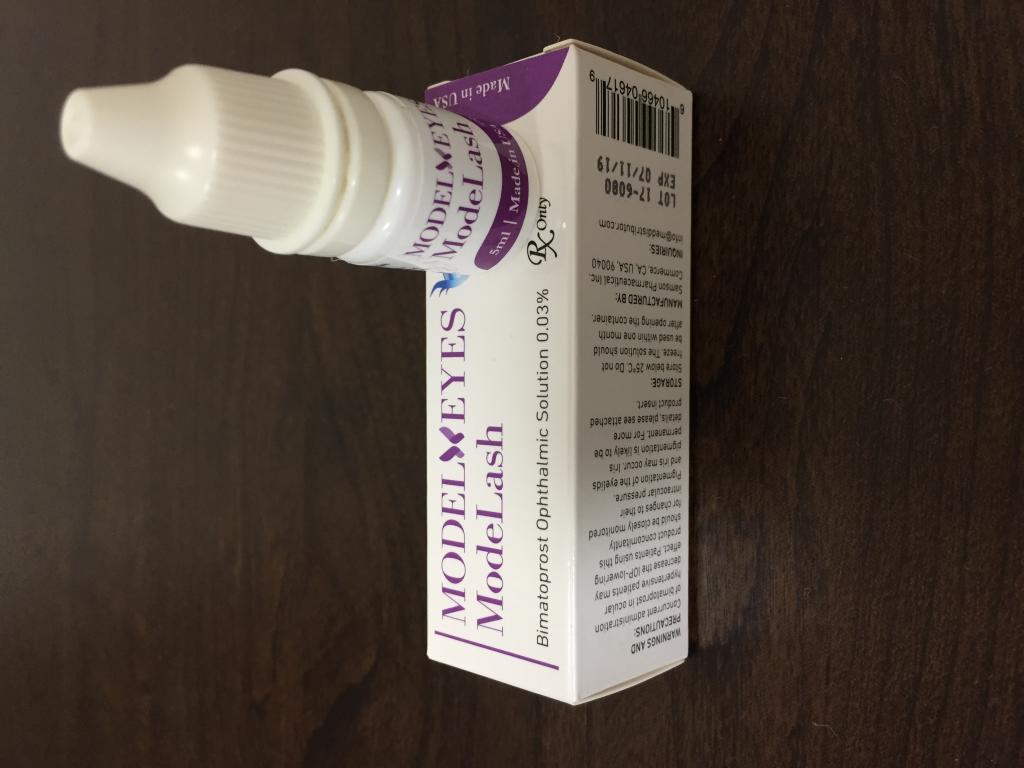 MODEL EYES
ModeLash
5ml | Made in
Made in USA
MODEL EYES
ModeLash
Bimatoprost Ophthalmic Solution 0.03%
Rx Only
WARNINGS AND
PRECAUTIONS:
Concurrent administration
of bimatoprost in ocular
hypertensive patients may
decrease the IOP-lowering
effect. Patients using this
product concomitantly
should be closely monitored
for changes to their
intraocular pressure.
Pigmentation of the eyelids
and iris may occur. Iris
pigmentation is likely to be
permanent. For more
details, please see attached
product insert.
STORAGE:
Store below 25°C. Do not
freeze. The solution should
be used within one month
after opening the container.
MANUFACTURED BY:
Samson Pharmaceutical Inc.
Commerce, CA, USA, 90040
INQUIRIES:
info@meddistributor.com
LOT 17-6080
EXP 07/11/19
6 10466 04617 9